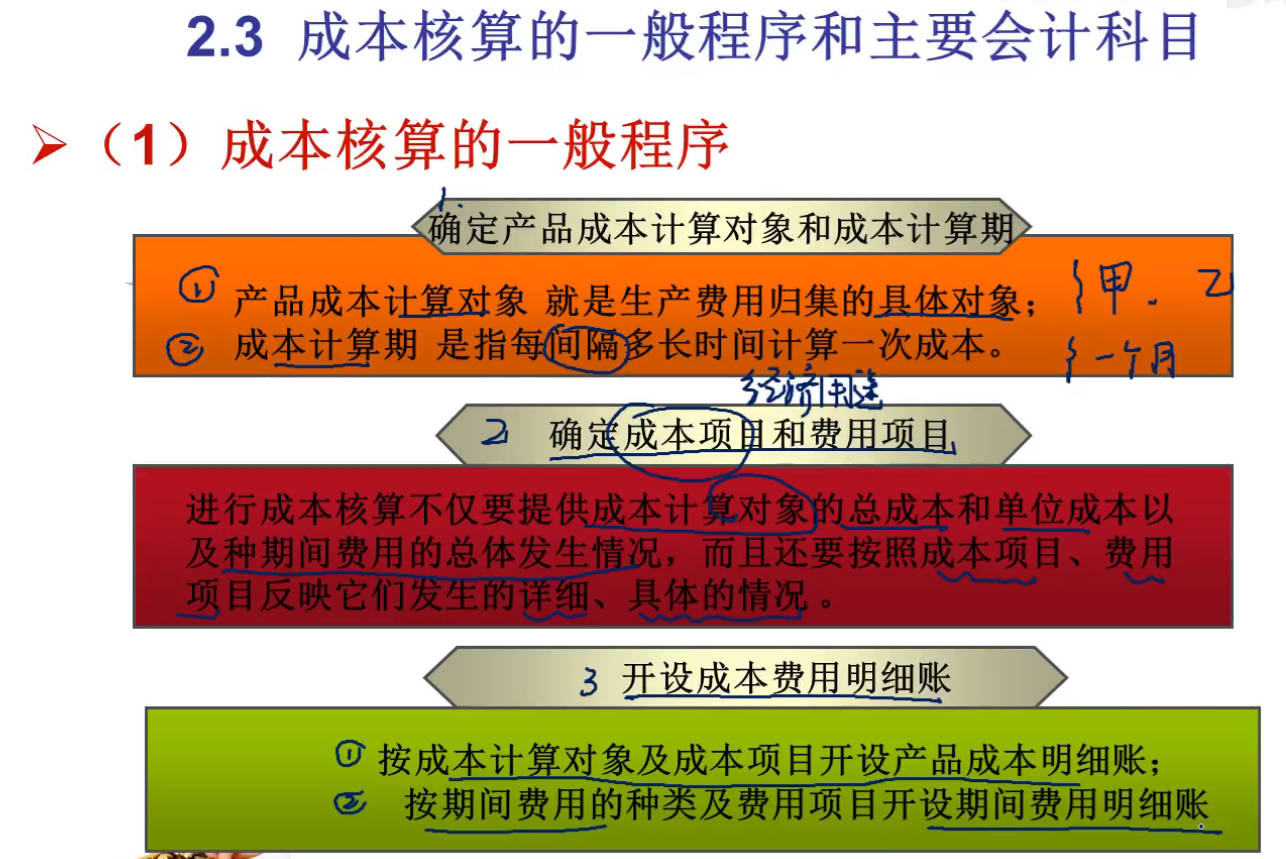 2.3 成本核算的一般程序和主要会计科目
（1）成本核算的一般程序
1.
确定产品成本计算对象和成本计算期
① 产品成本计算对象 就是生产费用归集的具体对象； 甲、乙
② 成本计算期 是指每间隔多长时间计算一次成本。 一个月
经济用途
2 确定成本项目和费用项目
进行成本核算不仅要提供成本计算对象的总成本和单位成本以
及种期间费用的总体发生情况，而且还要按照成本项目、费用
项目反映它们发生的详细、具体的情况 。
3 开设成本费用明细账
① 按成本计算对象及成本项目开设产品成本明细账；
② 按期间费用的种类及费用项目开设期间费用明细账